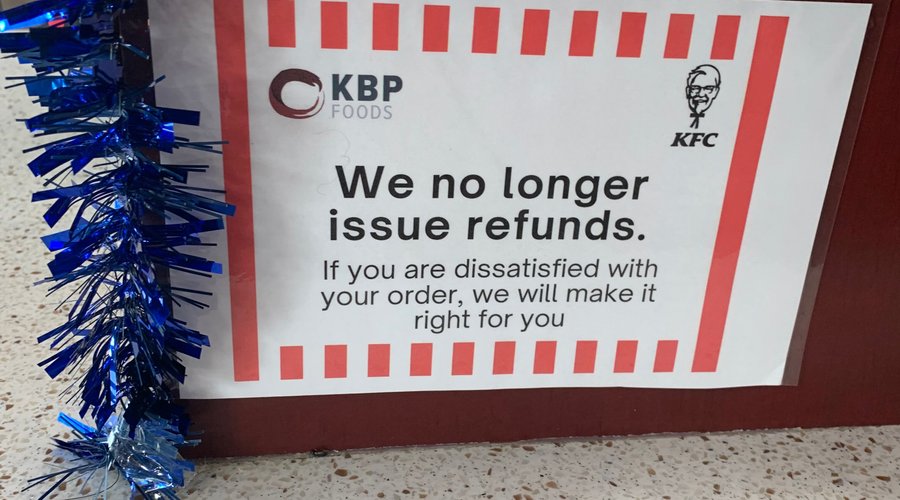 KBP
FOODS
KFC
We no longer
issue refunds.
If you are dissatisfied with
your order, we will make it
right for you